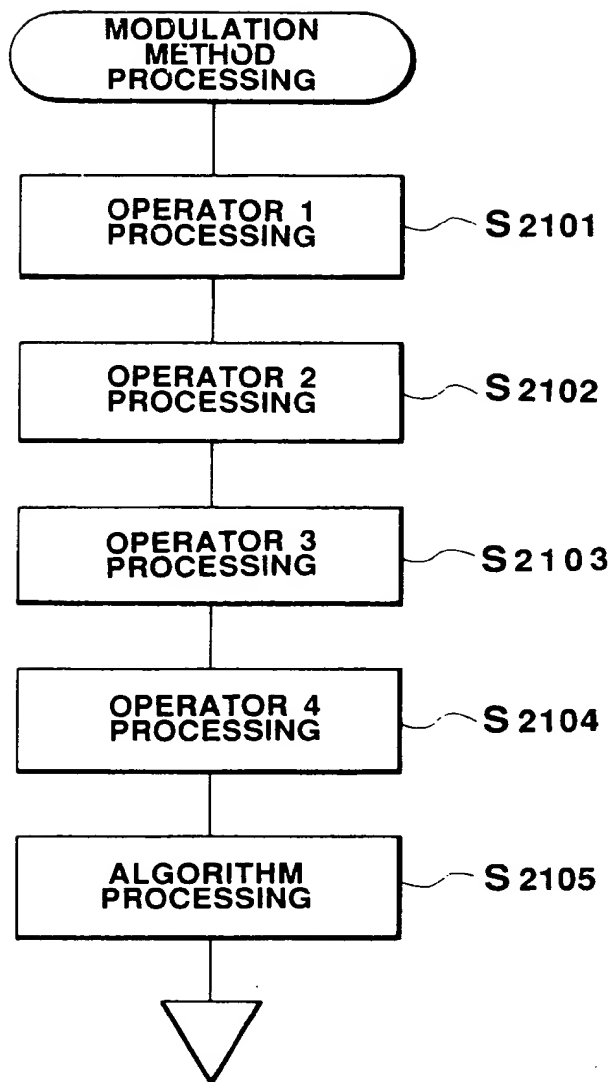 MODULATION
METHOD
PROCESSING
OPERATOR 1
PROCESSING
S2101
OPERATOR 2
PROCESSING
S2102
OPERATOR 3
PROCESSING
S2103
OPERATOR 4
PROCESSING
S2104
ALGORITHM
PROCESSING
S2105